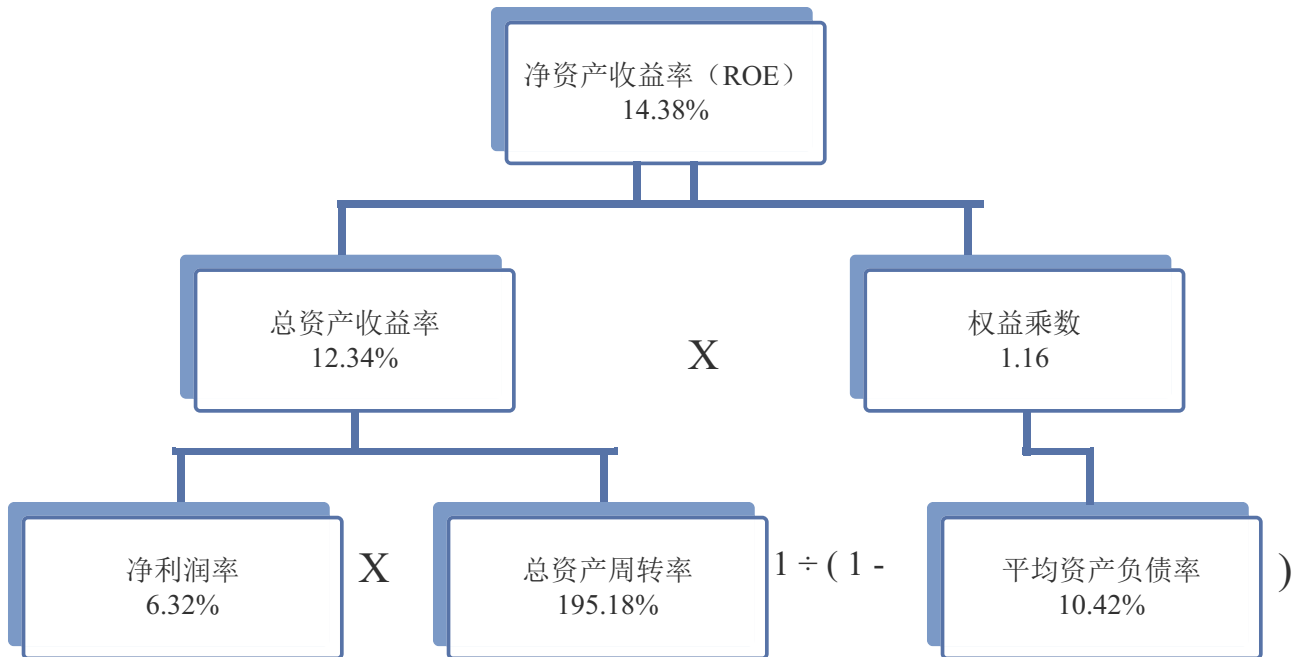 净资产收益率（ROE）
14.38%
总资产收益率
12.34%
X
权益乘数
1.16
净利润率
6.32%
X
总资产周转率
195.18%
1 ÷ ( 1 -
平均资产负债率
10.42%
)